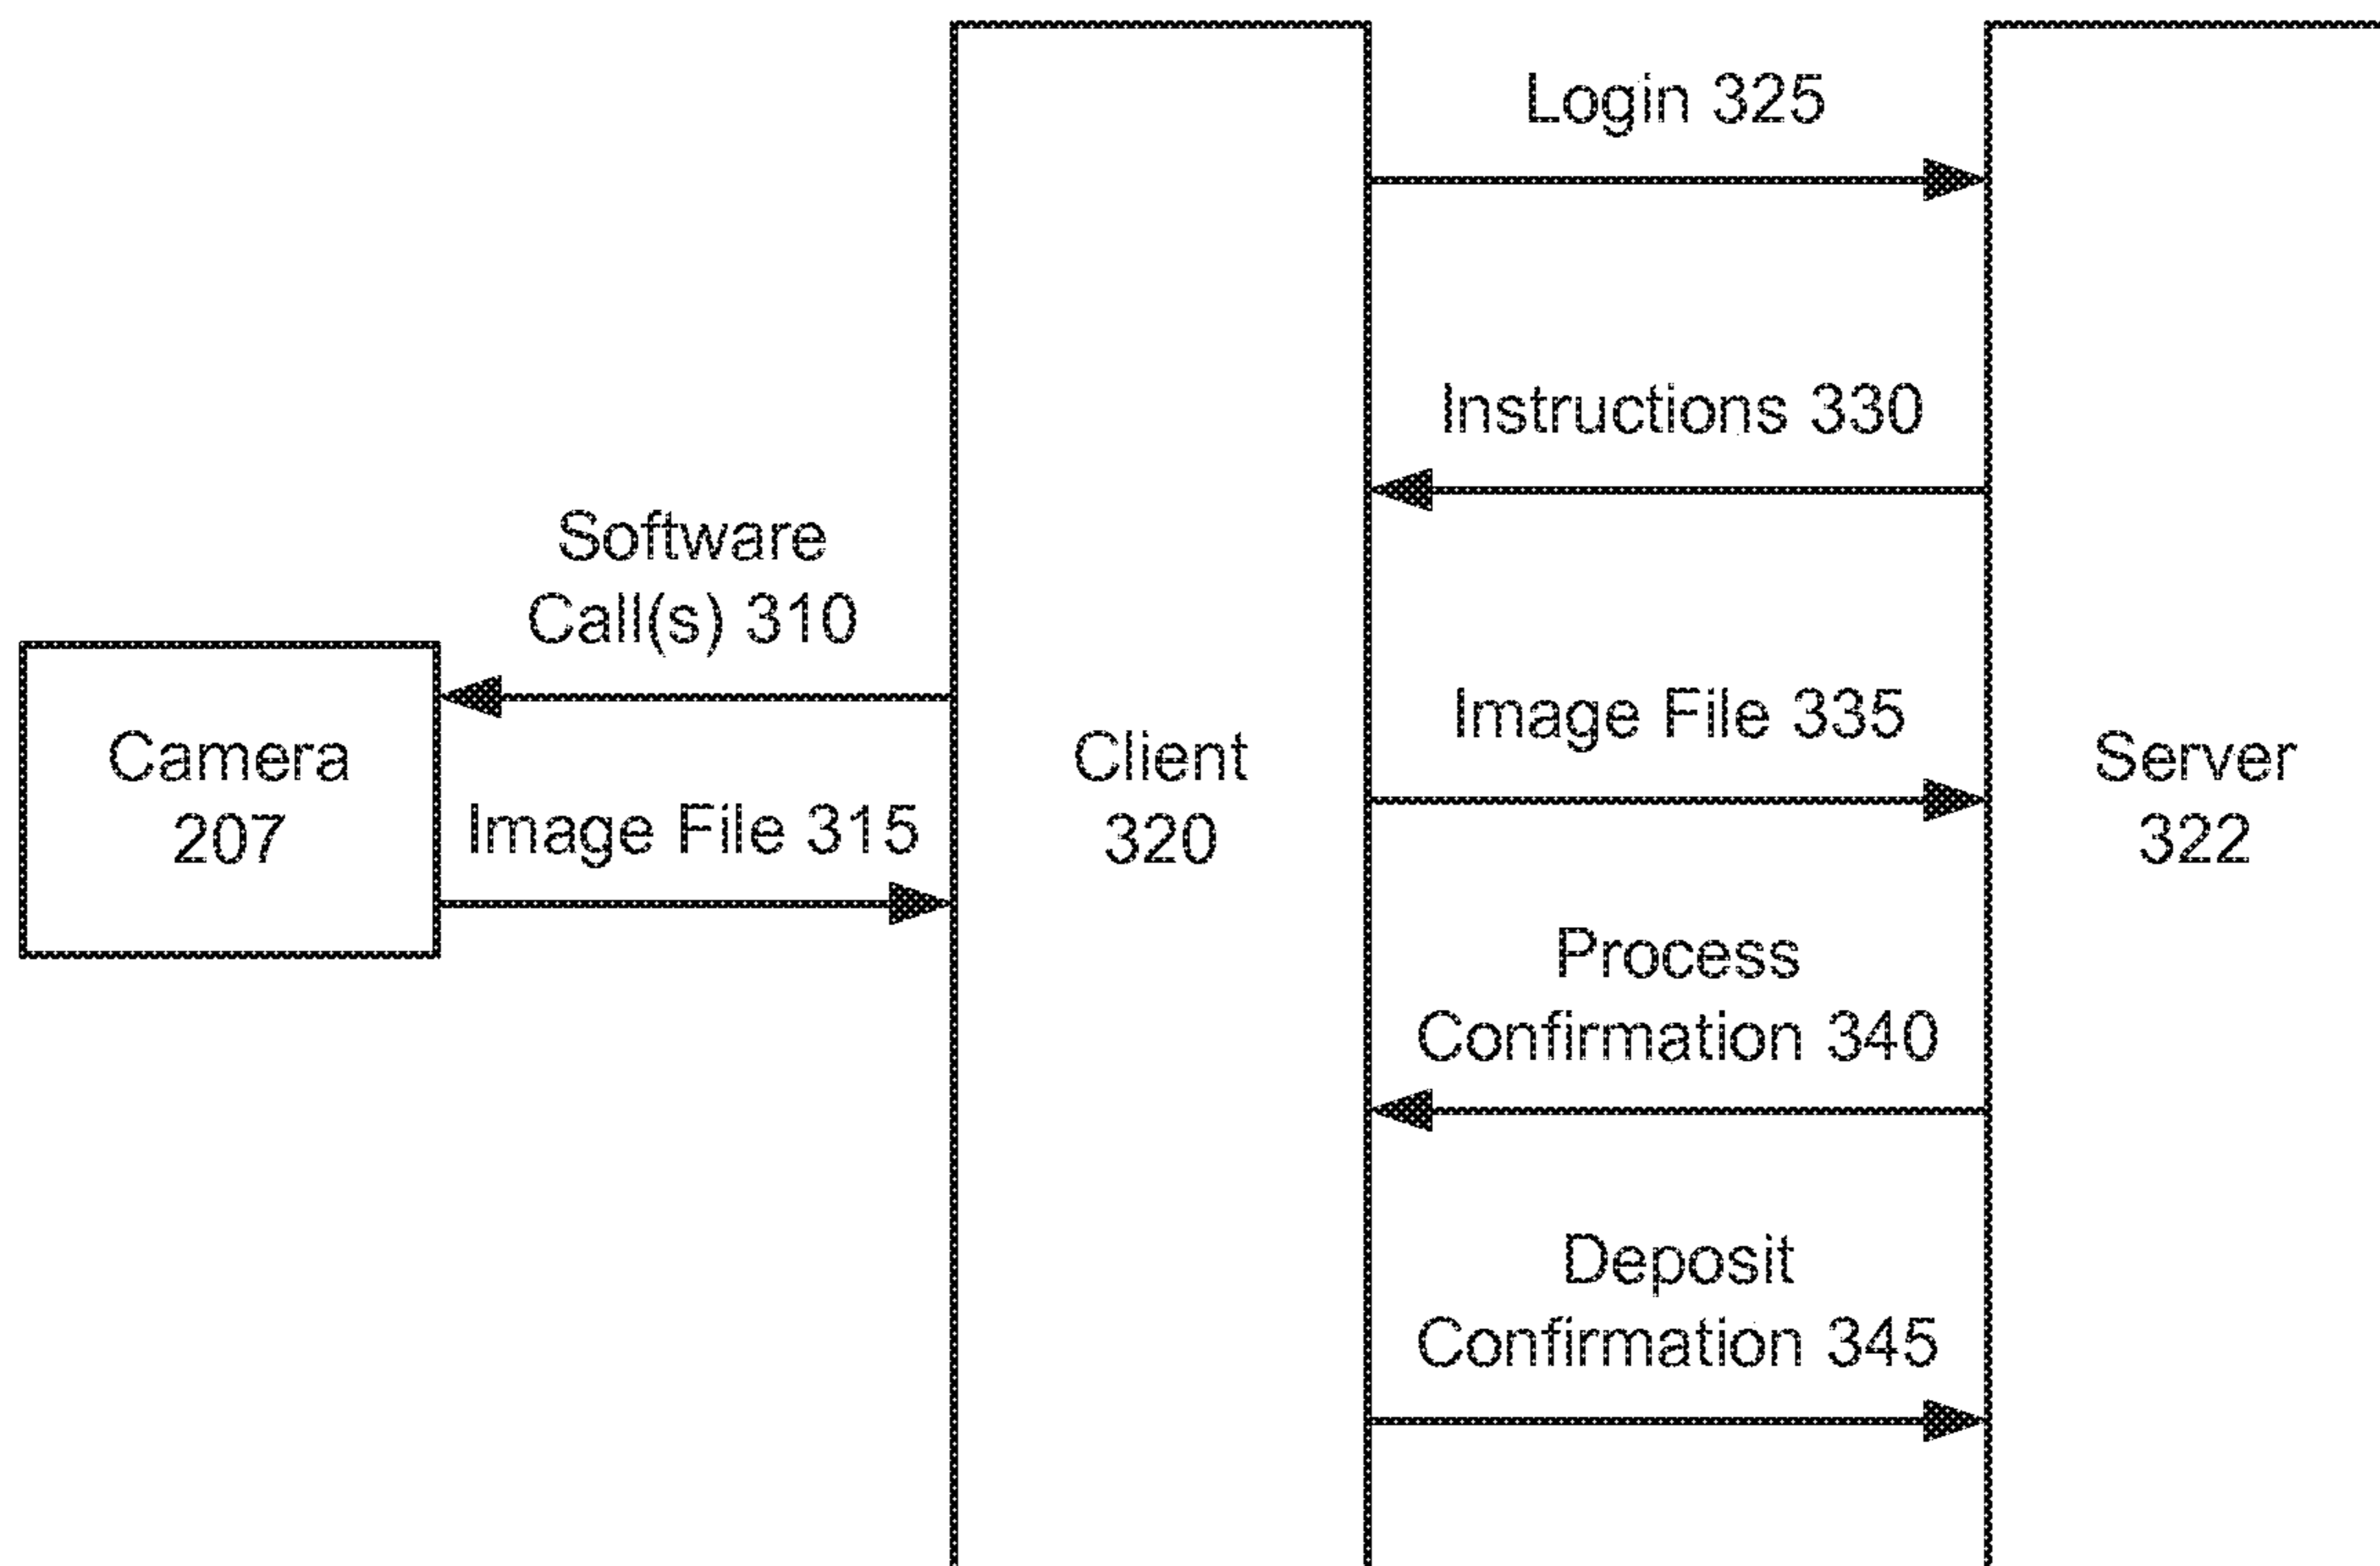 Login 325
Instructions 330
Software
Call(s) 310
Camera
207
Image File 315
Client
320
Image File 335
Server
322
Process
Confirmation 340
Deposit
Confirmation 345